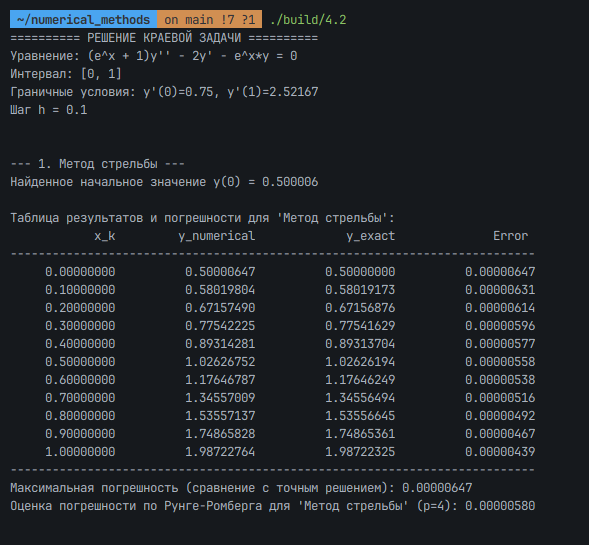 ~/numerical_methods on main !7 ?1 ./build/4.2
========== РЕШЕНИЕ КРАЕВОЙ ЗАДАЧИ ==========
Уравнение: (e^x + 1)y'' - 2y' - e^x*y = 0
Интервал: [0, 1]
Граничные условия: y'(0)=0.75, y'(1)=2.52167
Шаг h = 0.1
--- 1. Метод стрельбы ---
Найденное начальное значение y(0) = 0.500006
Таблица результатов и погрешности для 'Метод стрельбы':
x_k y_numerical y_exact Error
---------------------------------------------------------------------------
0.00000000 0.50000647 0.50000000 0.00000647
0.10000000 0.58019804 0.58019173 0.00000631
0.20000000 0.67157490 0.67156876 0.00000614
0.30000000 0.77542225 0.77541629 0.00000596
0.40000000 0.89314281 0.89313704 0.00000577
0.50000000 1.02626752 1.02626194 0.00000558
0.60000000 1.17646787 1.17646249 0.00000538
0.70000000 1.34557009 1.34556494 0.00000516
0.80000000 1.53557137 1.53556645 0.00000492
0.90000000 1.74865828 1.74865361 0.00000467
1.00000000 1.98722764 1.98722325 0.00000439
---------------------------------------------------------------------------
Максимальная погрешность (сравнение с точным решением): 0.00000647
Оценка погрешности по Рунге-Ромберга для 'Метод стрельбы' (p=4): 0.00000580